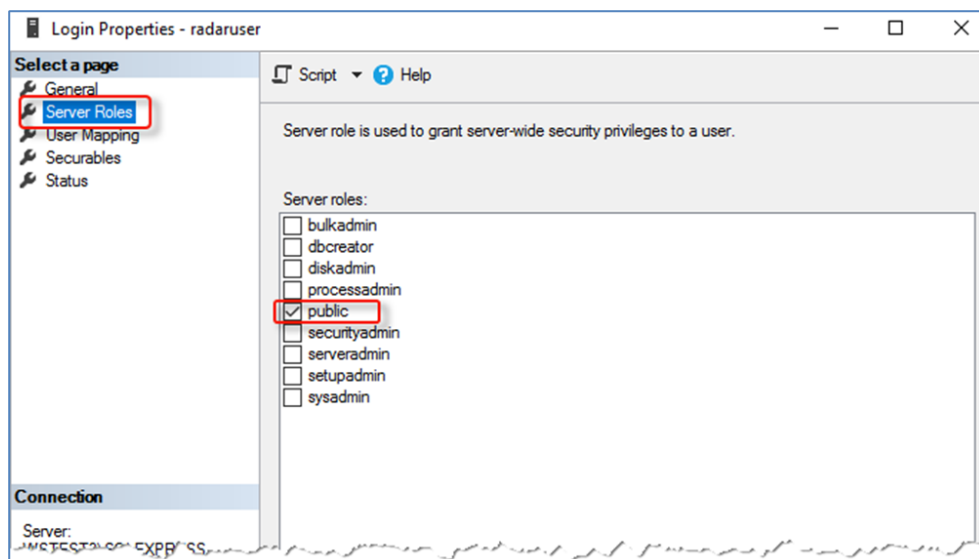 Login Properties - radaruser
Select a page
General
Server Roles
User Mapping
Securables
Status
Script
Help
Server role is used to grant server-wide security privileges to a user.
Server roles:
bulkadmin
dbcreator
diskadmin
processadmin
public
securityadmin
serveradmin
setupadmin
sysadmin
Connection
Server: